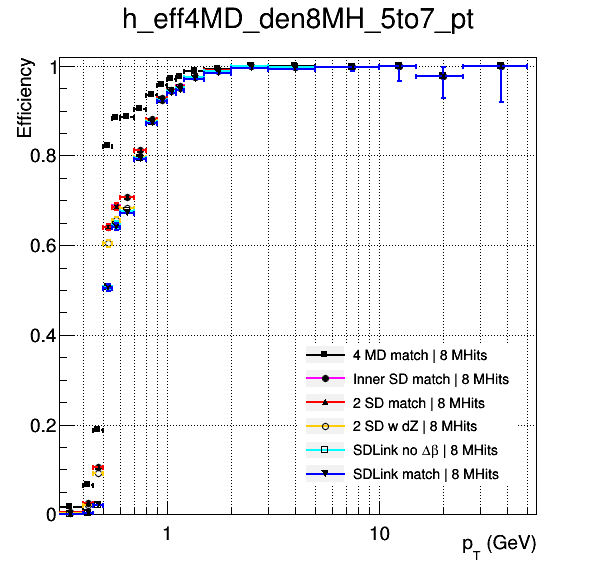 h_eff4MD_den8MH_5to7_pt
Efficiency
1
0.8
0.6
0.4
0.2
0
4 MD match | 8 MHits
Inner SD match | 8 MHits
2 SD match | 8 MHits
2 SD w dZ | 8 MHits
SDLink no Δβ | 8 MHits
SDLink match | 8 MHits
1
10
p_T (GeV)